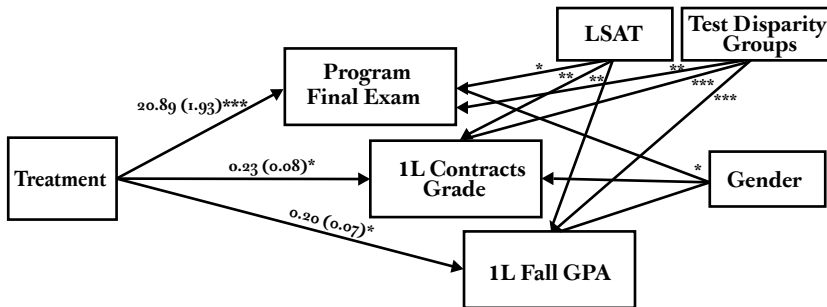 LSAT
Test Disparity
Groups
Program
Final Exam
*
**
**
**
***
***
20.89 (1.93)***
Treatment
0.23 (0.08)*
1L Contracts
Grade
*
Gender
0.20 (0.07)*
1L Fall GPA